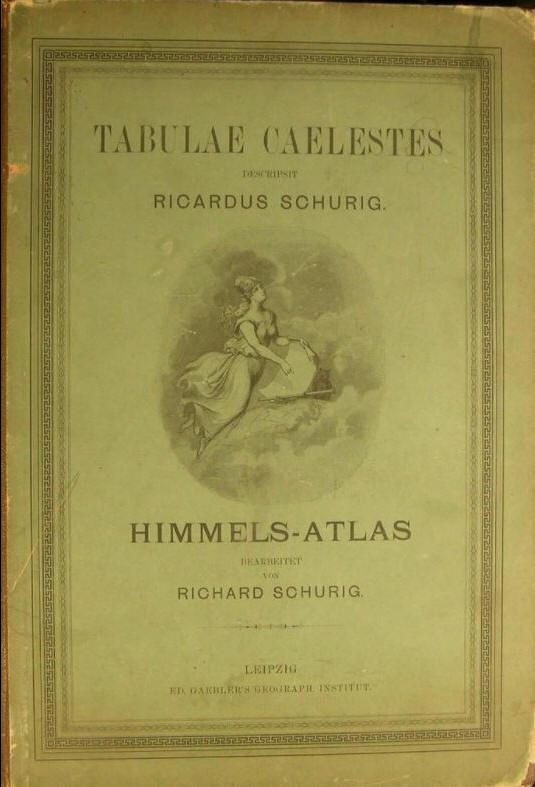 TABULAE CAELESTES
DESCRIPSIT
RICARDUS SCHURIG.
HIMMELS-ATLAS
BEARBEITET
VON
RICHARD SCHURIG.
LEIPZIG
ED. GAEBLER'S GEOGRAPH. INSTITUT.